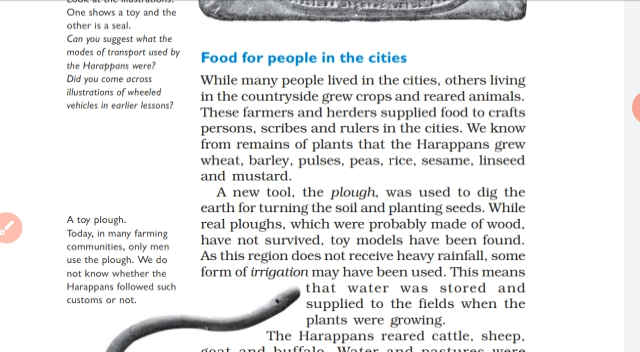 One shows a toy and the
other is a seal.
Can you suggest what the
modes of transport used by
the Harappans were?
Did you come across
illustrations of wheeled
vehicles in earlier lessons?
Food for people in the cities
While many people lived in the cities, others living
in the countryside grew crops and reared animals.
These farmers and herders supplied food to crafts
persons, scribes and rulers in the cities. We know
from remains of plants that the Harappans grew
wheat, barley, pulses, peas, rice, sesame, linseed
and mustard.
A new tool, the plough, was used to dig the
earth for turning the soil and planting seeds. While
real ploughs, which were probably made of wood,
have not survived, toy models have been found.
As this region does not receive heavy rainfall, some
form of irrigation may have been used. This means
that water was stored and
supplied to the fields when the
plants were growing.
The Harappans reared cattle, sheep,
goat and buffalo. Water and pastures were
A toy plough.
Today, in many farming
communities, only men
use the plough. We do
not know whether the
Harappans followed such
customs or not.